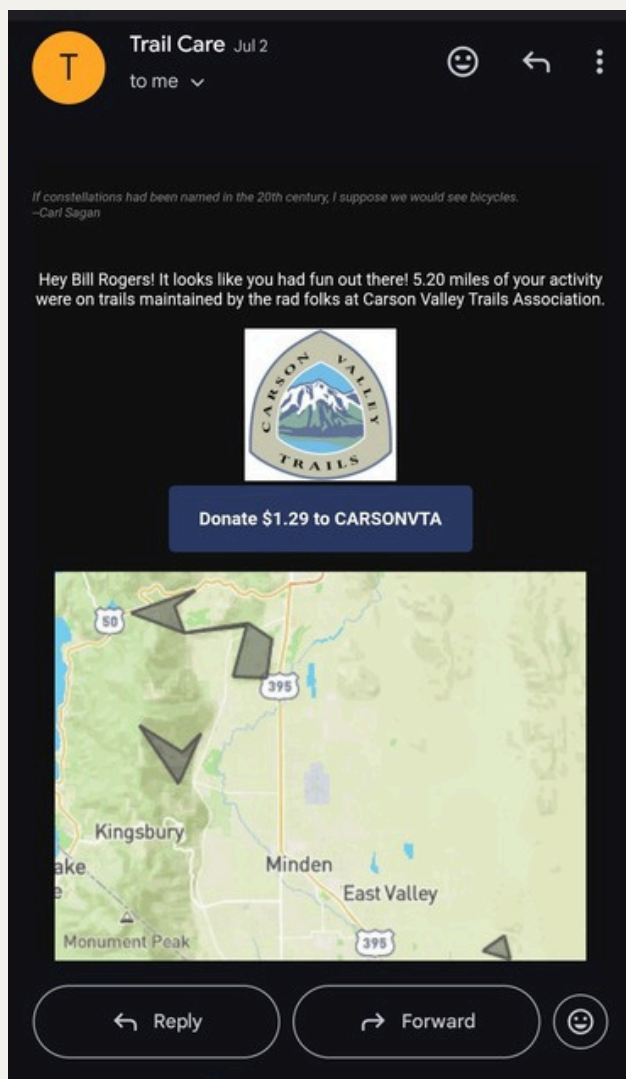 T
Trail Care Jul 2
to me
If constellations had been named in the 20th century, I suppose we would see bicycles.
–Carl Sagan
Hey Bill Rogers! It looks like you had fun out there! 5.20 miles of your activity
were on trails maintained by the rad folks at Carson Valley Trails Association.
CARSON VALLEY
TRAILS
Donate $1.29 to CARSONVTA
50
395
Kingsbury
ake
e
Minden
East Valley
Monument Peak
395
Reply
Forward